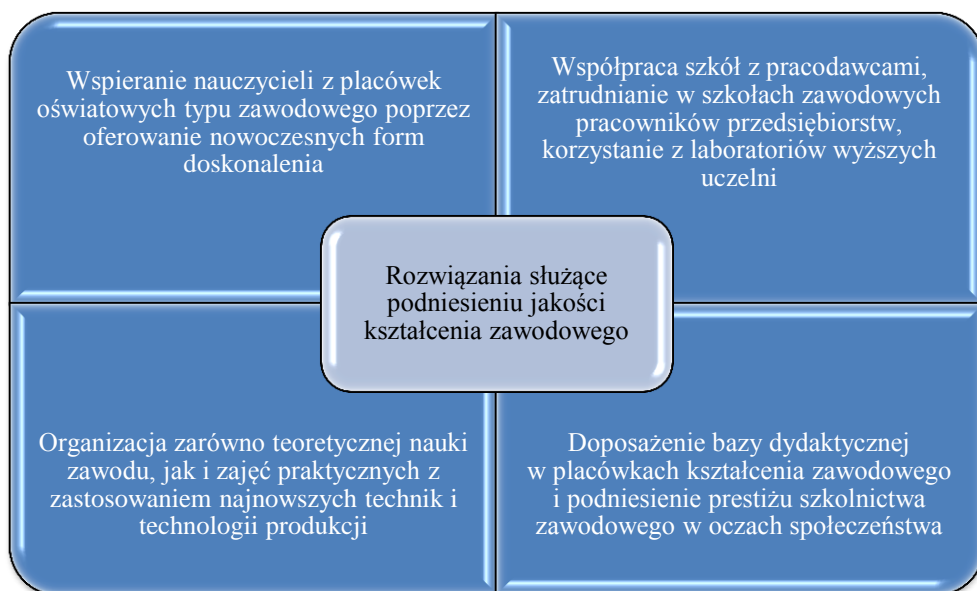 Wspieranie nauczycieli z placówek
oświatowych typu zawodowego poprzez
oferowanie nowoczesnych form
doskonalenia
Współpraca szkół z pracodawcami,
zatrudnianie w szkołach zawodowych
pracowników przedsiębiorstw,
korzystanie z laboratoriów wyższych
uczelni
Rozwiązania służące
podniesieniu jakości
kształcenia zawodowego
Organizacja zarówno teoretycznej nauki
zawodu, jak i zajęć praktycznych z
zastosowaniem najnowszych technik i
technologii produkcji
Doposażenie bazy dydaktycznej
w placówkach kształcenia zawodowego
i podniesienie prestiżu szkolnictwa
zawodowego w oczach społeczeństwa